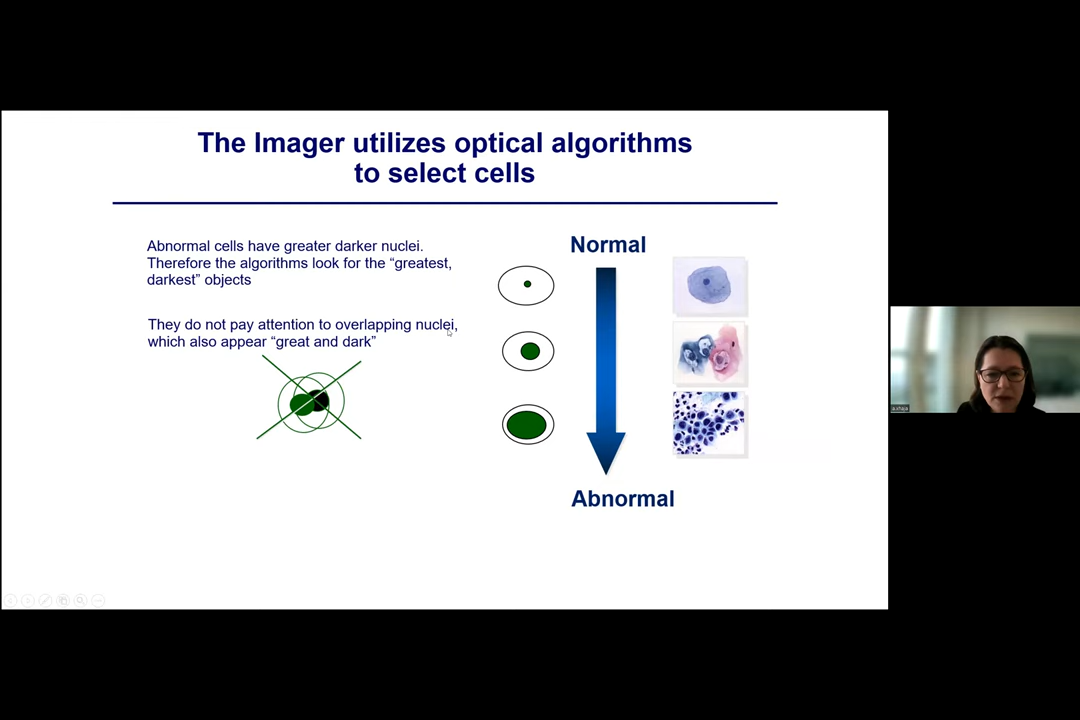 The Imager utilizes optical algorithms
to select cells
Abnormal cells have greater darker nuclei.
Therefore the algorithms look for the “greatest,
darkest” objects
They do not pay attention to overlapping nuclei,
which also appear “great and dark”
Normal
Abnormal